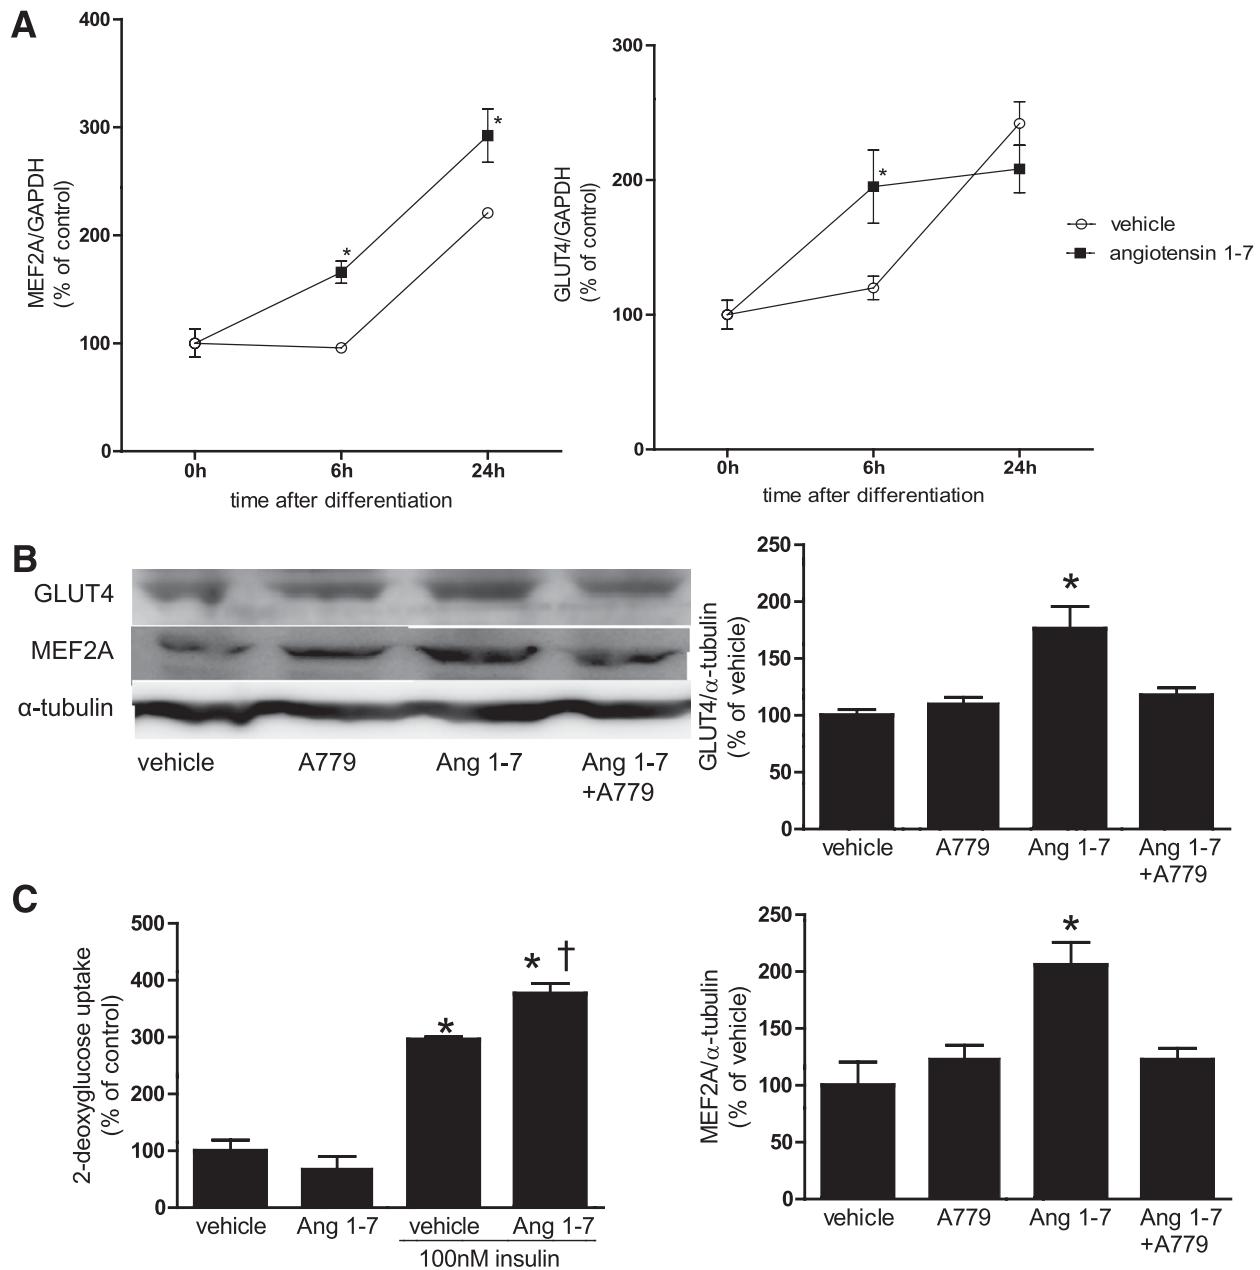 A
400
300
200
100
0
MEF2A/GAPDH
(% of control)
0h 6h 24h
time after differentiation
*
*
300
200
100
0
GLUT4/GAPDH
(% of control)
0h 6h 24h
time after differentiation
*
vehicle
angiotensin 1-7
B
GLUT4
MEF2A
α-tubulin
vehicle A779 Ang 1-7 Ang 1-7
+A779
250
200
150
100
50
0
GLUT4/α-tubulin
(% of vehicle)
*
vehicle A779 Ang 1-7 Ang 1-7
+A779
C
500
400
300
200
100
0
2-deoxyglucose uptake
(% of control)
*
* †
vehicle Ang 1-7 vehicle Ang 1-7
100nM insulin
250
200
150
100
50
0
MEF2A/α-tubulin
(% of vehicle)
*
vehicle A779 Ang 1-7 Ang 1-7
+A779